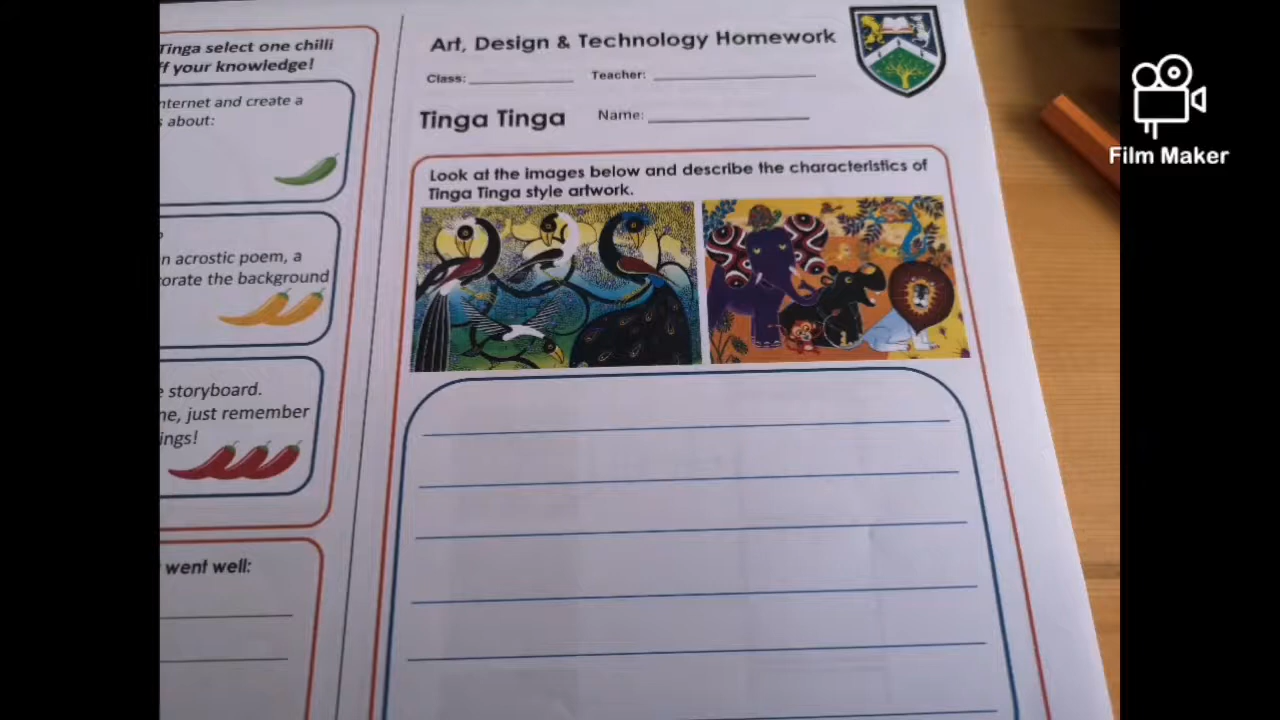 Tinga select one chilli
ff your knowledge!
nternet and create a
s about:
n acrostic poem, a
orate the background
e storyboard.
ne, just remember
ings!
went well:
Art, Design & Technology Homework
Class: Teacher:
Tinga Tinga Name:
Look at the images below and describe the characteristics of
Tinga Tinga style artwork.
Film Maker